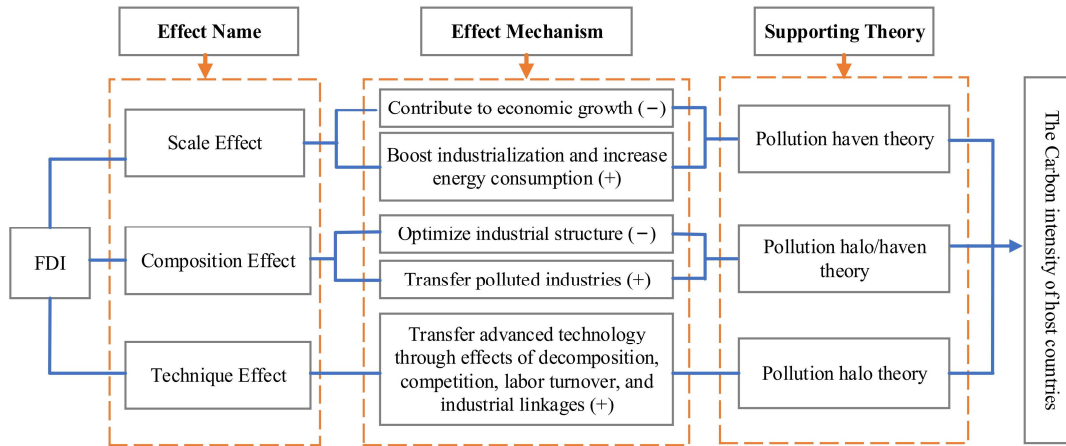 Effect Name
Effect Mechanism
Supporting Theory
FDI
Scale Effect
Composition Effect
Technique Effect
Contribute to economic growth (−)
Boost industrialization and increase
energy consumption (+)
Optimize industrial structure (−)
Transfer polluted industries (+)
Transfer advanced technology
through effects of decomposition,
competition, labor turnover, and
industrial linkages (+)
Pollution haven theory
Pollution halo/haven
theory
Pollution halo theory
The Carbon intensity of host countries